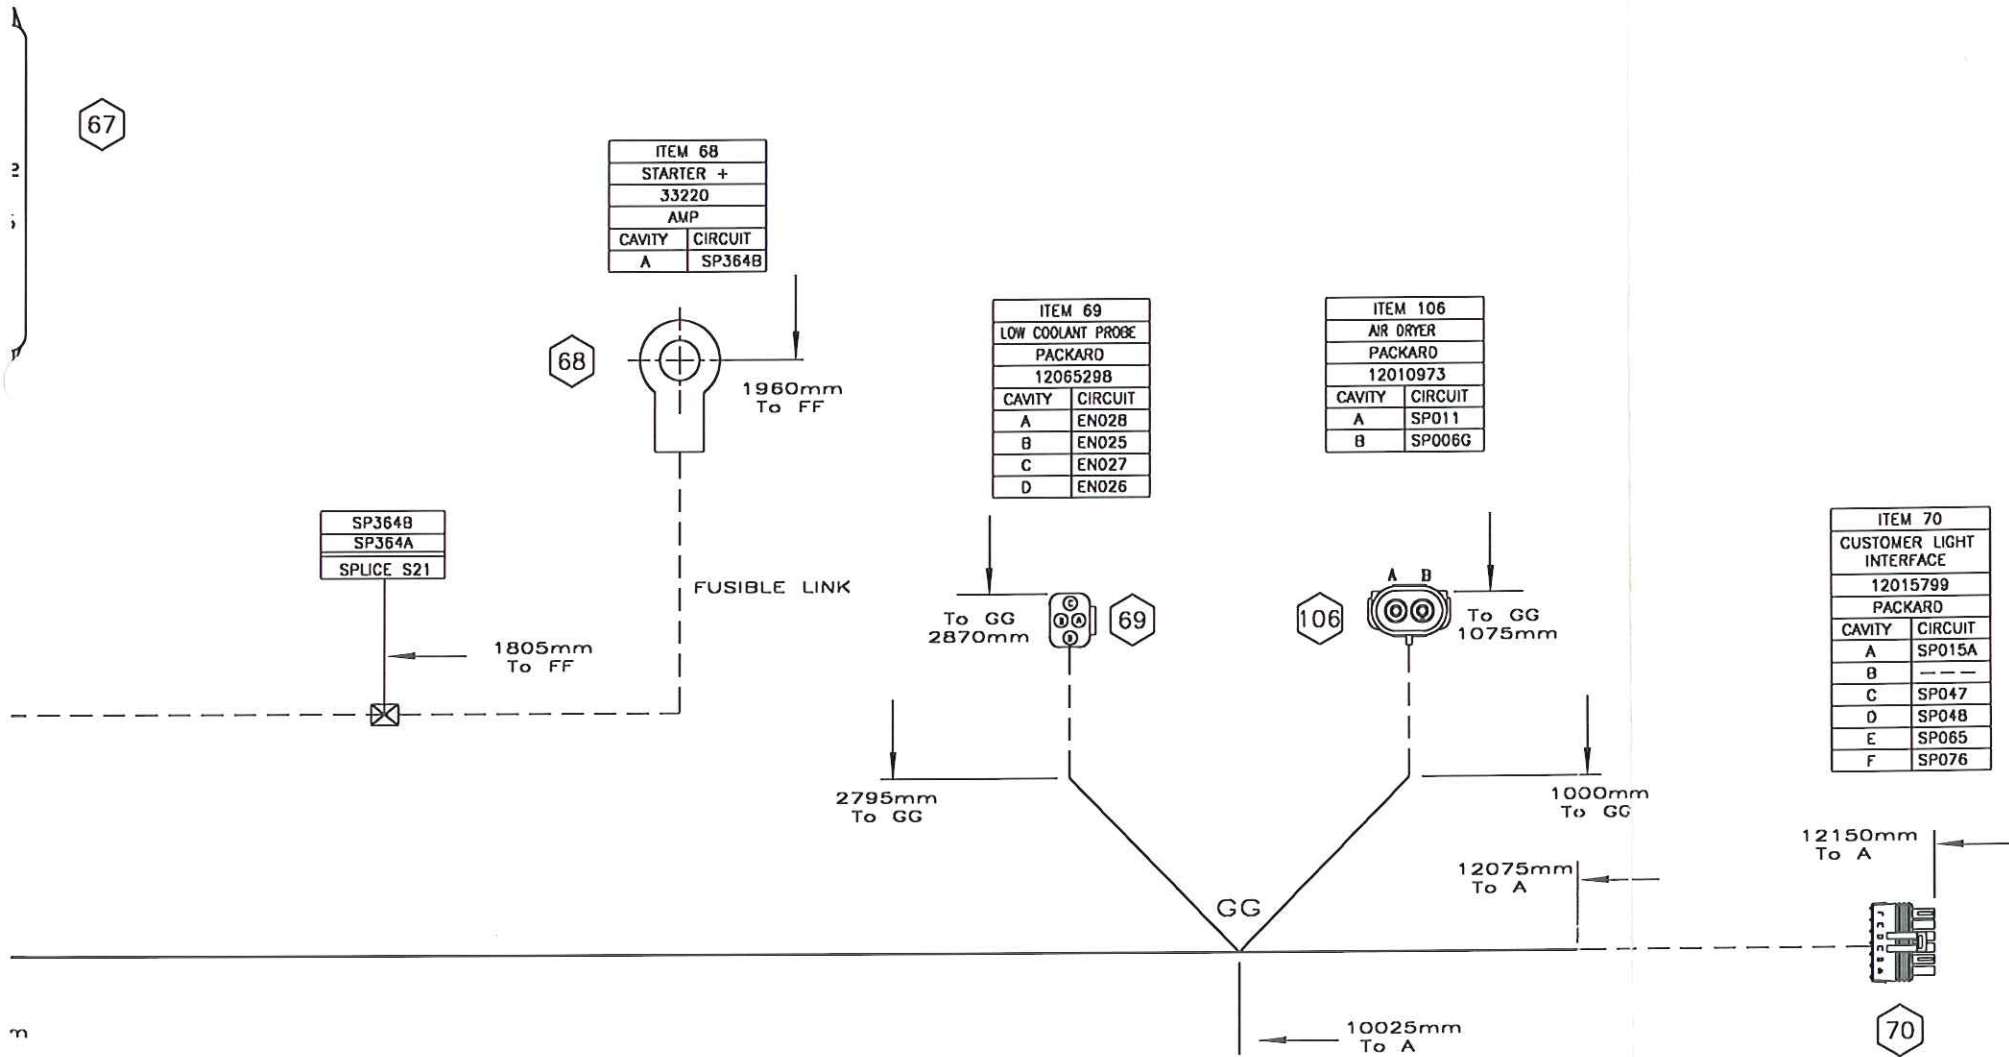 67
ITEM 68
STARTER +
33220
AMP
CAVITY CIRCUIT
A SP364B
68
1960mm
To FF
SP364B
SP364A
SPLICE S21
1805mm
To FF
FUSIBLE LINK
ITEM 69
LOW COOLANT PROBE
PACKARD
12065298
CAVITY CIRCUIT
A EN028
B EN025
C EN027
D EN026
To GG
2870mm
C
B A
D
69
2795mm
To GG
ITEM 106
AIR DRYER
PACKARD
12010973
CAVITY CIRCUIT
A SP011
B SP006G
106
A B
To GG
1075mm
1000mm
To GG
GG
12075mm
To A
10025mm
To A
ITEM 70
CUSTOMER LIGHT
INTERFACE
12015799
PACKARD
CAVITY CIRCUIT
A SP015A
B ----
C SP047
D SP048
E SP065
F SP076
12150mm
To A
70
m